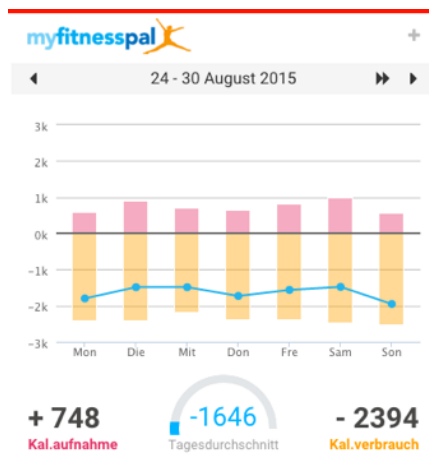 myfitnesspal
+
24 - 30 August 2015
3k
2k
1k
0k
-1k
-2k
-3k
Mon Die Mit Don Fre Sam Son
+ 748 -1646 - 2394
Kal.aufnahme Tagesdurchschnitt Kal.verbrauch